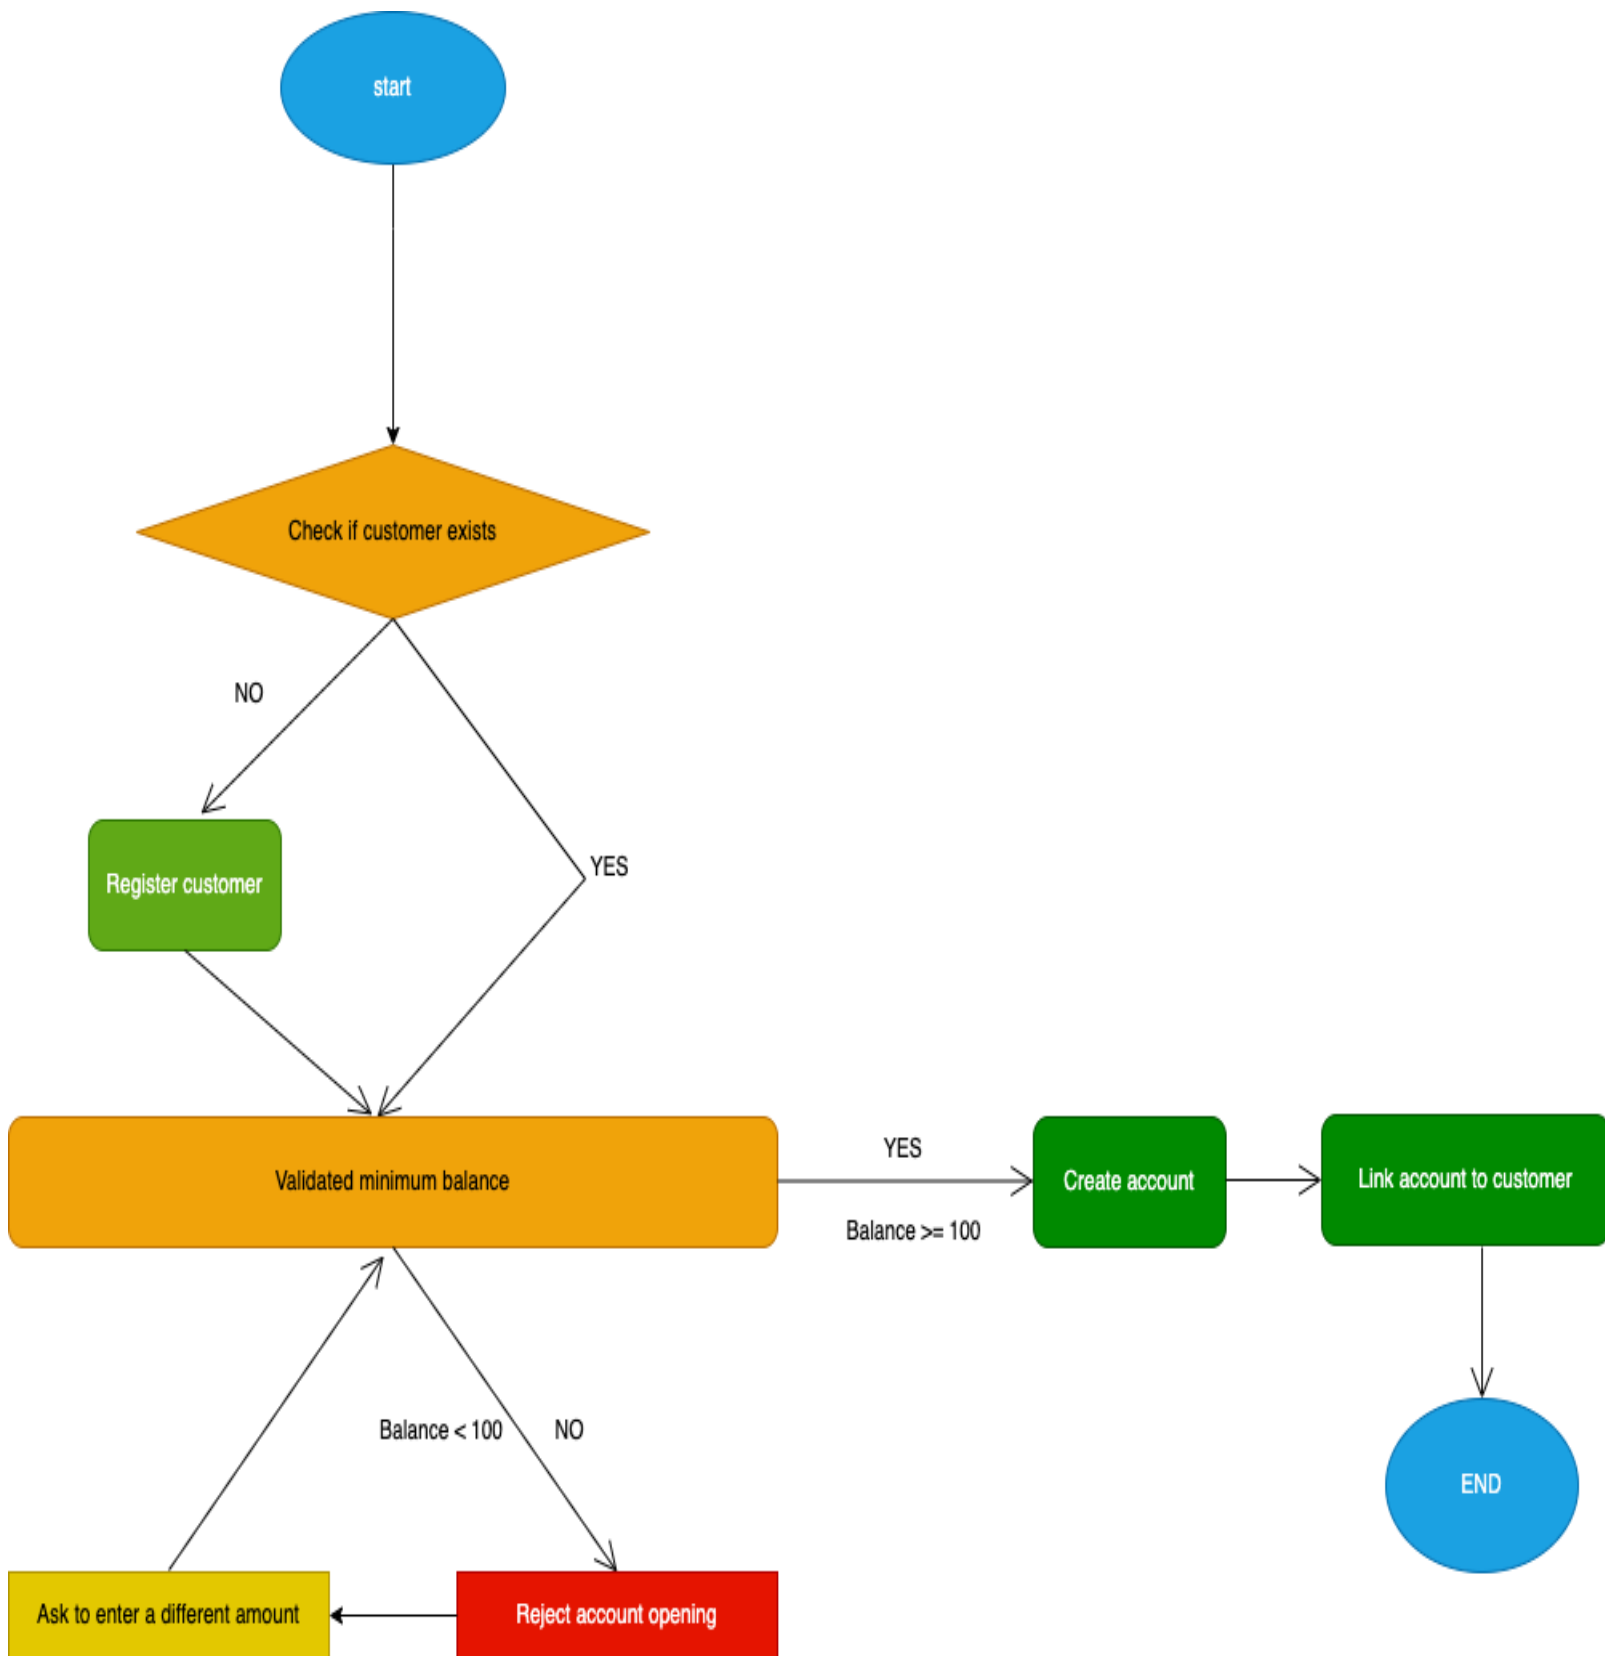 start
Check if customer exists
NO
YES
Register customer
Validated minimum balance
YES
Balance >= 100
Create account
Link account to customer
Balance < 100
NO
END
Ask to enter a different amount
Reject account opening